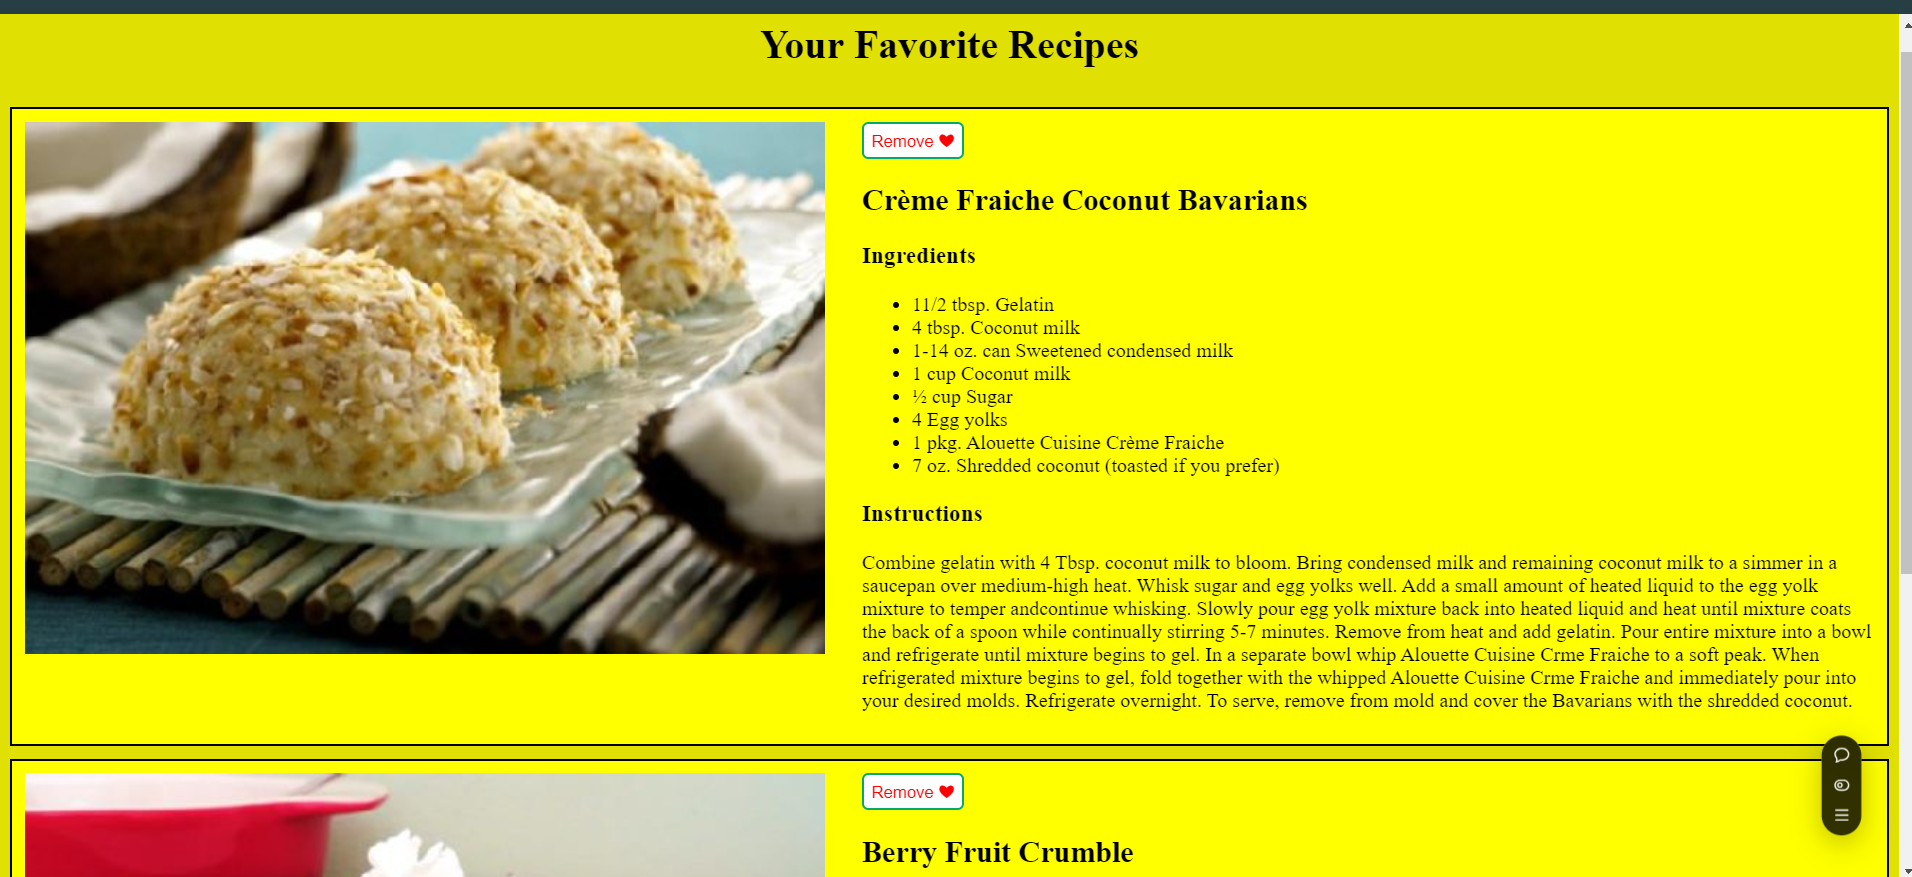 Your Favorite Recipes
Remove ♥
Crème Fraiche Coconut Bavarians
Ingredients
• 11/2 tbsp. Gelatin
• 4 tbsp. Coconut milk
• 1-14 oz. can Sweetened condensed milk
• 1 cup Coconut milk
• ½ cup Sugar
• 4 Egg yolks
• 1 pkg. Alouette Cuisine Crème Fraiche
• 7 oz. Shredded coconut (toasted if you prefer)
Instructions
Combine gelatin with 4 Tbsp. coconut milk to bloom. Bring condensed milk and remaining coconut milk to a simmer in a
saucepan over medium-high heat. Whisk sugar and egg yolks well. Add a small amount of heated liquid to the egg yolk
mixture to temper andcontinue whisking. Slowly pour egg yolk mixture back into heated liquid and heat until mixture coats
the back of a spoon while continually stirring 5-7 minutes. Remove from heat and add gelatin. Pour entire mixture into a bowl
and refrigerate until mixture begins to gel. In a separate bowl whip Alouette Cuisine Crme Fraiche to a soft peak. When
refrigerated mixture begins to gel, fold together with the whipped Alouette Cuisine Crme Fraiche and immediately pour into
your desired molds. Refrigerate overnight. To serve, remove from mold and cover the Bavarians with the shredded coconut.
Remove ♥
Berry Fruit Crumble